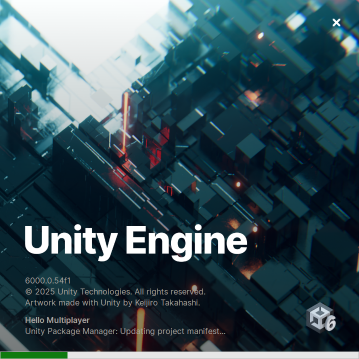 Unity Engine
6000.0.54f1
© 2025 Unity Technologies. All rights reserved.
Artwork made with Unity by Keijiro Takahashi.
Hello Multiplayer
Unity Package Manager: Updating project manifest...
6